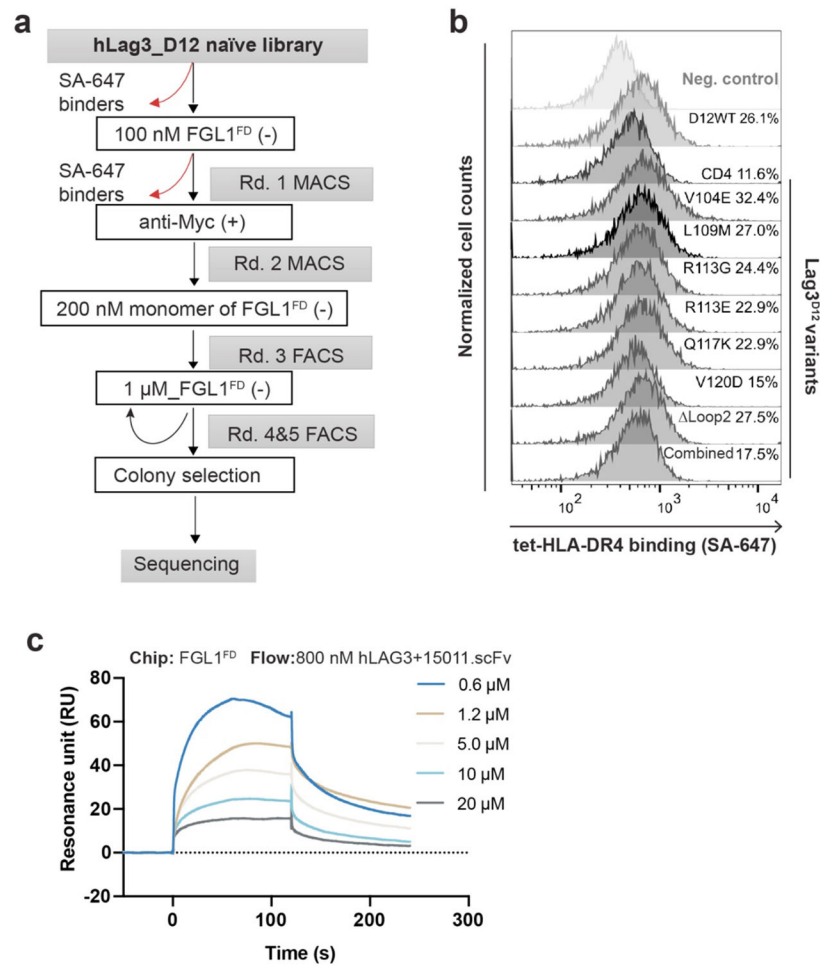 a
hLag3_D12 naïve library
SA-647
binders
100 nM FGL1FD (-)
SA-647
binders
Rd. 1 MACS
anti-Myc (+)
Rd. 2 MACS
200 nM monomer of FGL1FD (-)
Rd. 3 FACS
1 µM_FGL1FD (-)
Rd. 4&5 FACS
Colony selection
Sequencing
b
Normalized cell counts
Neg. control
D12WT 26.1%
CD4 11.6%
V104E 32.4%
L109M 27.0%
R113G 24.4%
R113E 22.9%
Q117K 22.9%
V120D 15%
ΔLoop2 27.5%
Combined 17.5%
Lag3D12 variants
102 103 104
tet-HLA-DR4 binding (SA-647)
c
Chip: FGL1FD Flow:800 nM hLAG3+15011.scFv
Resonance unit (RU)
80
60
40
20
0
-20
0.6 µM
1.2 µM
5.0 µM
10 µM
20 µM
0 100 200 300
Time (s)